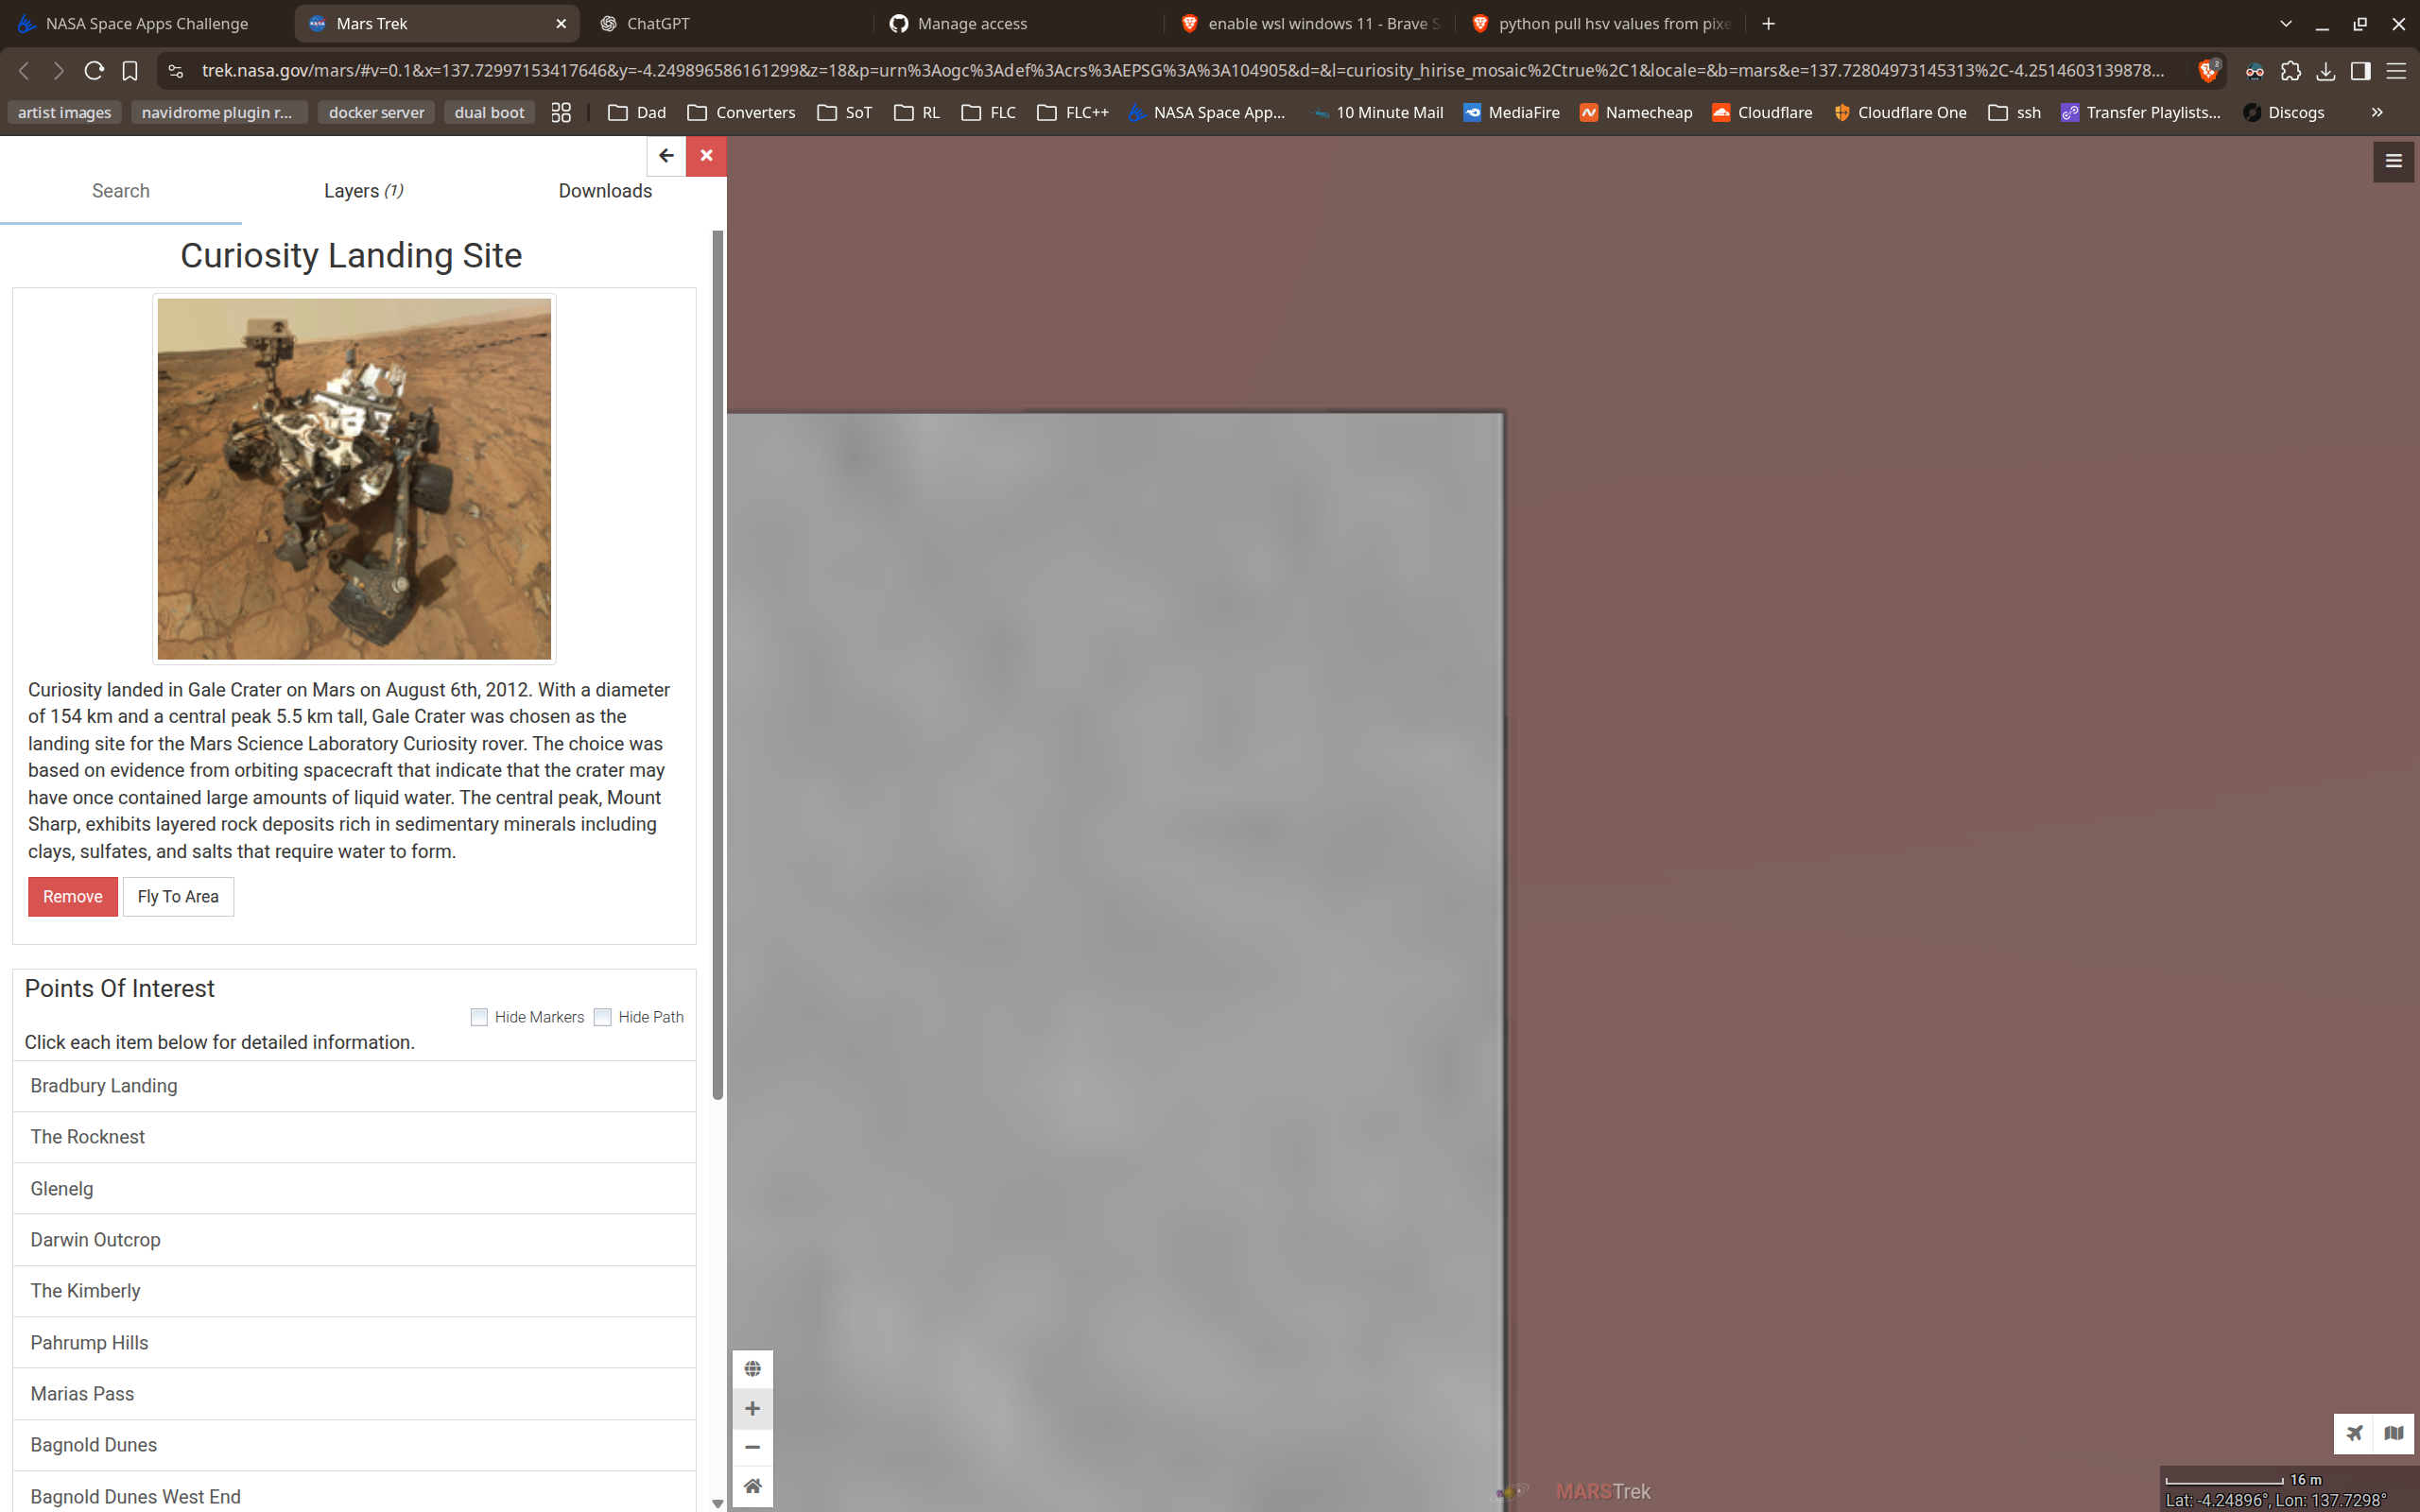 NASA Space Apps Challenge
Mars Trek
ChatGPT
Manage access
enable wsl windows 11 - Brave S
python pull hsv values from pixe
trek.nasa.gov/mars/#v=0.1&x=137.72997153417646&y=-4.249896586161299&z=18&p=urn%3Aogc%3Adef%3Acrs%3AEPSG%3A%3A104905&d=&l=curiosity_hirise_mosaic%2Ctrue%2C1&locale=&b=mars&e=137.72804973145313%2C-4.2514603139878...
2
artist images
navidrome plugin r...
docker server
dual boot
Dad
Converters
SoT
RL
FLC
FLC++
NASA Space App...
10 Minute Mail
MediaFire
Namecheap
Cloudflare
Cloudflare One
ssh
Transfer Playlists...
Discogs
Search
Layers (1)
Downloads
Curiosity Landing Site
Curiosity landed in Gale Crater on Mars on August 6th, 2012. With a diameter
of 154 km and a central peak 5.5 km tall, Gale Crater was chosen as the
landing site for the Mars Science Laboratory Curiosity rover. The choice was
based on evidence from orbiting spacecraft that indicate that the crater may
have once contained large amounts of liquid water. The central peak, Mount
Sharp, exhibits layered rock deposits rich in sedimentary minerals including
clays, sulfates, and salts that require water to form.
Remove
Fly To Area
Points Of Interest
Hide Markers
Hide Path
Click each item below for detailed information.
Bradbury Landing
The Rocknest
Glenelg
Darwin Outcrop
The Kimberly
Pahrump Hills
Marias Pass
Bagnold Dunes
Bagnold Dunes West End
MARSTrek
16 m
Lat: -4.24896°, Lon: 137.7298°